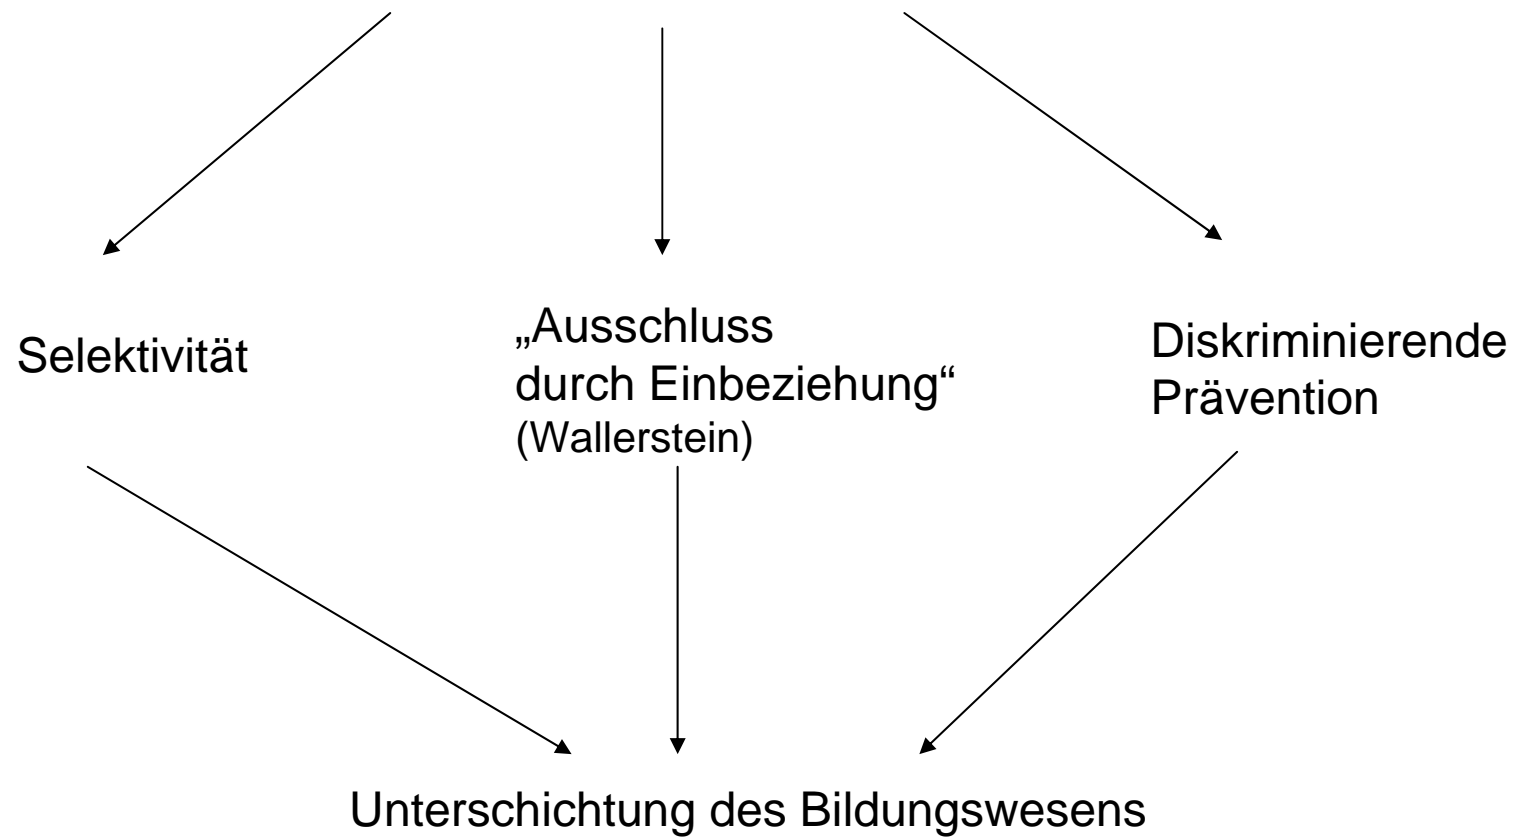 Selektivität
„Ausschluss
durch Einbeziehung“
(Wallerstein)
Diskriminierende
Prävention
Unterschichtung des Bildungswesens